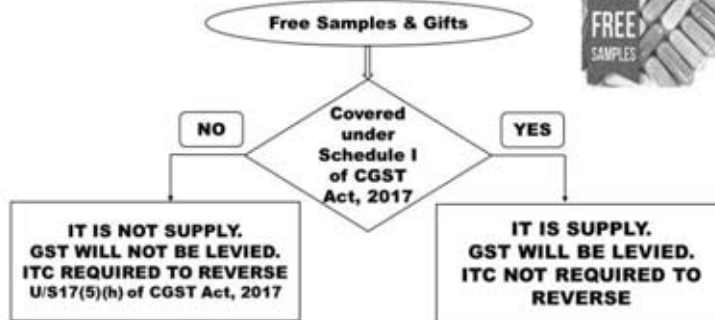 Free Samples & Gifts
FREE
SAMPLES
Covered
under
Schedule I
of CGST
Act, 2017
NO
YES
IT IS NOT SUPPLY.
GST WILL NOT BE LEVIED.
ITC REQUIRED TO REVERSE
U/S17(5)(h) of CGST Act, 2017
IT IS SUPPLY.
GST WILL BE LEVIED.
ITC NOT REQUIRED TO
REVERSE